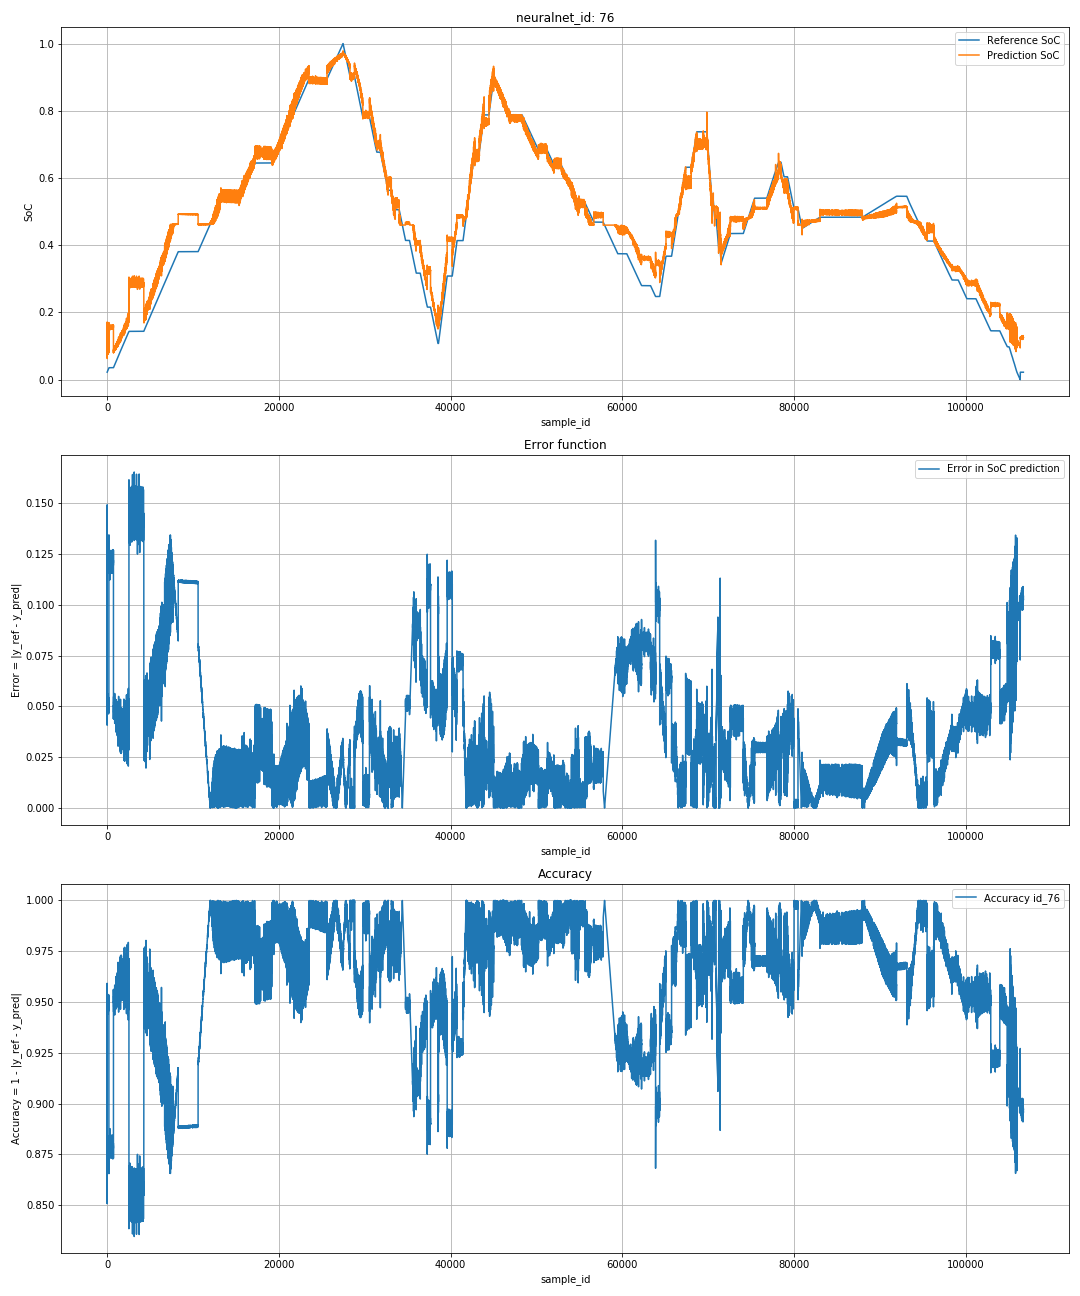 neuralnet_id: 76
Reference SoC
Prediction SoC
1.0
0.8
0.6
0.4
0.2
0.0
SoC
0 20000 40000 60000 80000 100000
sample_id
Error function
Error in SoC prediction
0.150
0.125
0.100
0.075
0.050
0.025
0.000
Error = |y_ref - y_pred|
0 20000 40000 60000 80000 100000
sample_id
Accuracy
Accuracy id_76
1.000
0.975
0.950
0.925
0.900
0.875
0.850
Accuracy = 1 - |y_ref - y_pred|
0 20000 40000 60000 80000 100000
sample_id